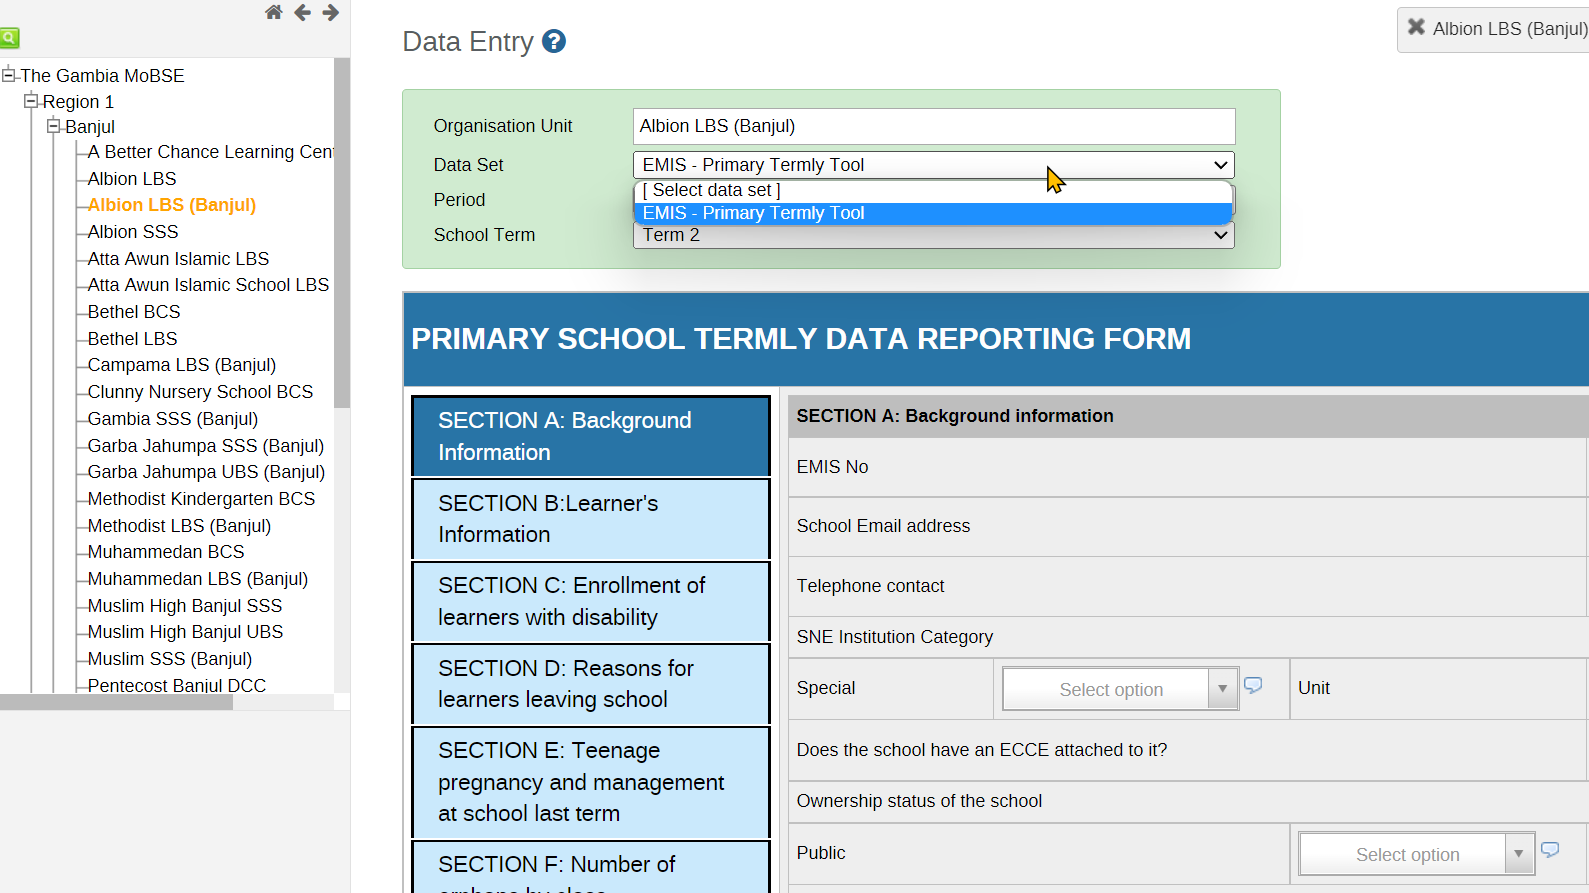 The Gambia MoBSE
Region 1
Banjul
A Better Chance Learning Cen
Albion LBS
Albion LBS (Banjul)
Albion SSS
Atta Awun Islamic LBS
Atta Awun Islamic School LBS
Bethel BCS
Bethel LBS
Campama LBS (Banjul)
Clunny Nursery School BCS
Gambia SSS (Banjul)
Garba Jahumpa SSS (Banjul)
Garba Jahumpa UBS (Banjul)
Methodist Kindergarten BCS
Methodist LBS (Banjul)
Muhammedan BCS
Muhammedan LBS (Banjul)
Muslim High Banjul SSS
Muslim High Banjul UBS
Muslim SSS (Banjul)
Pentecost Banjul DCC
Data Entry ?
Albion LBS (Banjul)
Organisation Unit
Albion LBS (Banjul)
Data Set
EMIS - Primary Termly Tool
[ Select data set ]
EMIS - Primary Termly Tool
Period
School Term
Term 2
PRIMARY SCHOOL TERMLY DATA REPORTING FORM
SECTION A: Background
Information
SECTION B:Learner's
Information
SECTION C: Enrollment of
learners with disability
SECTION D: Reasons for
learners leaving school
SECTION E: Teenage
pregnancy and management
at school last term
SECTION F: Number of
orphans by class
SECTION A: Background information
EMIS No
School Email address
Telephone contact
SNE Institution Category
Special
Select option
Unit
Does the school have an ECCE attached to it?
Ownership status of the school
Public
Select option